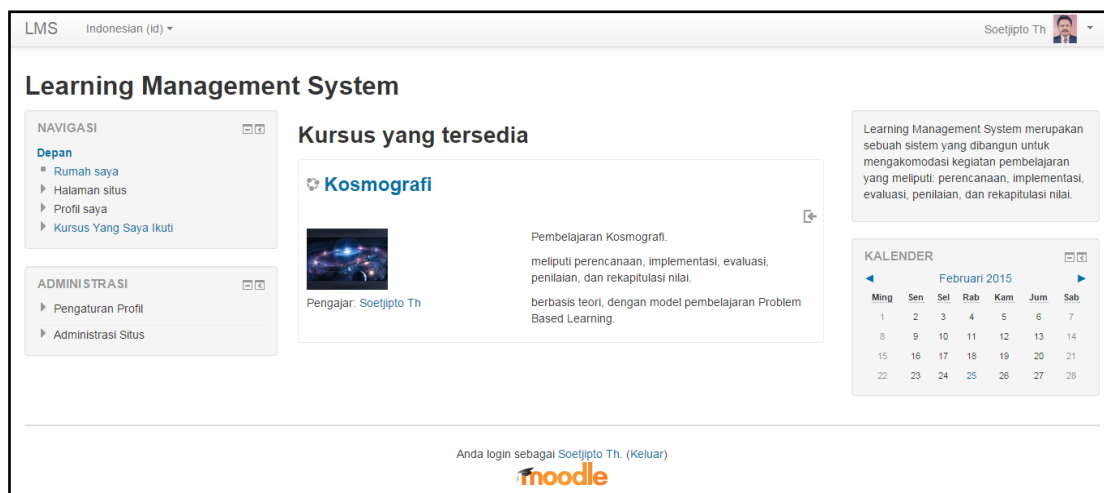 LMS
Indonesian (id)
Soetjipto Th
Learning Management System
NAVIGASI
Depan
Rumah saya
Halaman situs
Profil saya
Kursus Yang Saya Ikuti
ADMINISTRASI
Pengaturan Profil
Administrasi Situs
Kursus yang tersedia
Kosmografi
Pengajar: Soetjipto Th
Pembelajaran Kosmografi.
meliputi perencanaan, implementasi, evaluasi,
penilaian, dan rekapitulasi nilai.
berbasis teori, dengan model pembelajaran Problem
Based Learning.
Learning Management System merupakan
sebuah sistem yang dibangun untuk
mengakomodasi kegiatan pembelajaran
yang meliputi: perencanaan, implementasi,
evaluasi, penilaian, dan rekapitulasi nilai.
KALENDER
Februari 2015
Ming Sen Sel Rab Kam Jum Sab
1 2 3 4 5 6 7
8 9 10 11 12 13 14
15 16 17 18 19 20 21
22 23 24 25 26 27 28
Anda login sebagai Soetjipto Th. (Keluar)
moodle